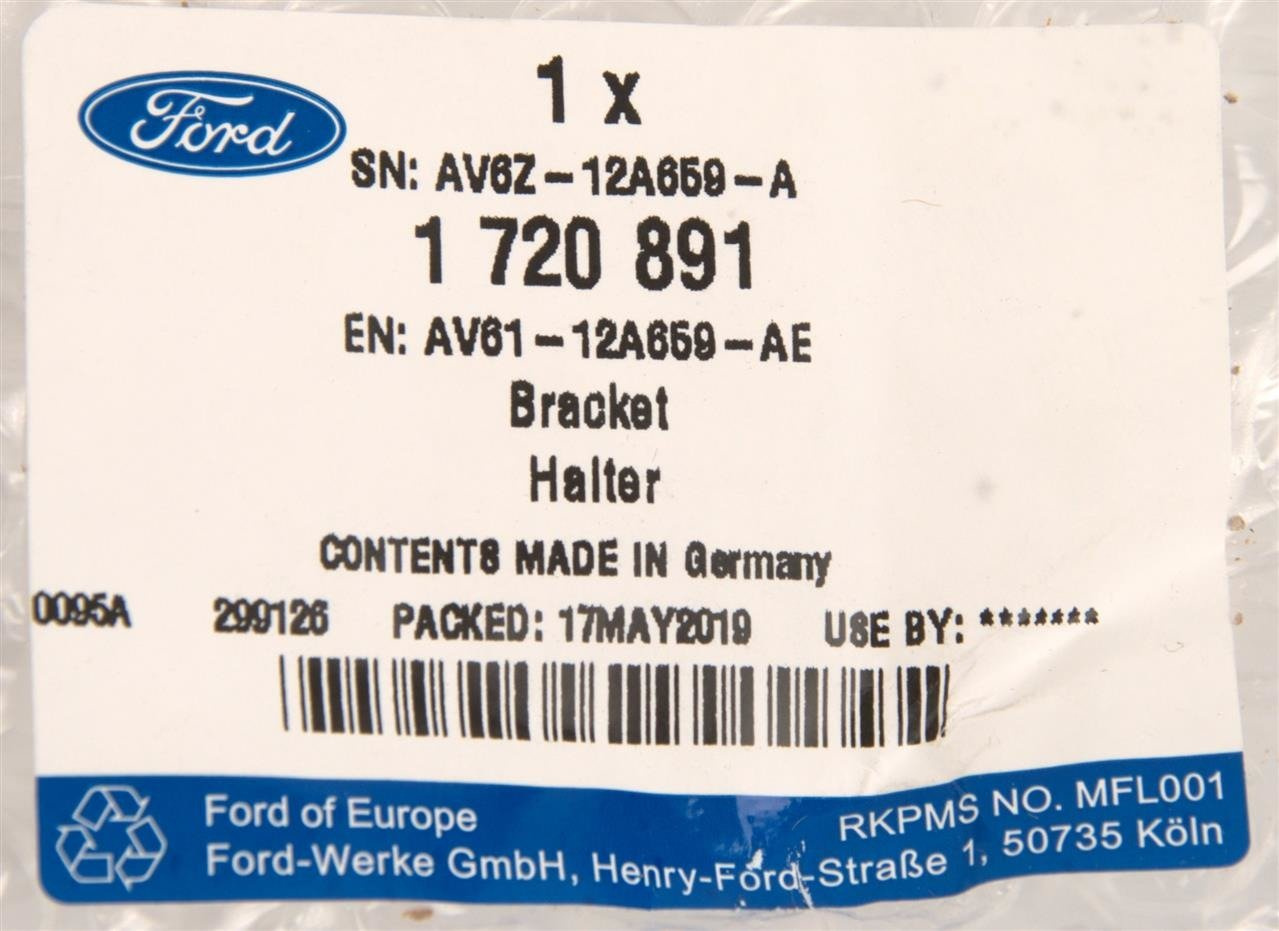 Ford
1 x
SN: AV6Z-12A659-A
1 720 891
EN: AV61-12A659-AE
Bracket
Halter
CONTENTS MADE IN Germany
0095A 299126 PACKED: 17MAY2019 USE BY: *******
Ford of Europe RKPMS NO. MFL001
Ford-Werke GmbH, Henry-Ford-Straße 1, 50735 Köln